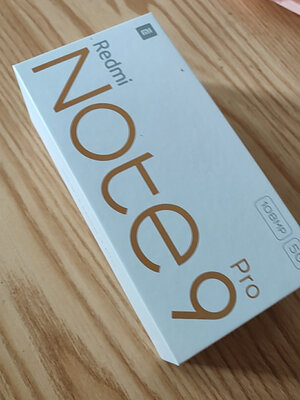 Redmi
Note 9
Pro
108MP
5G